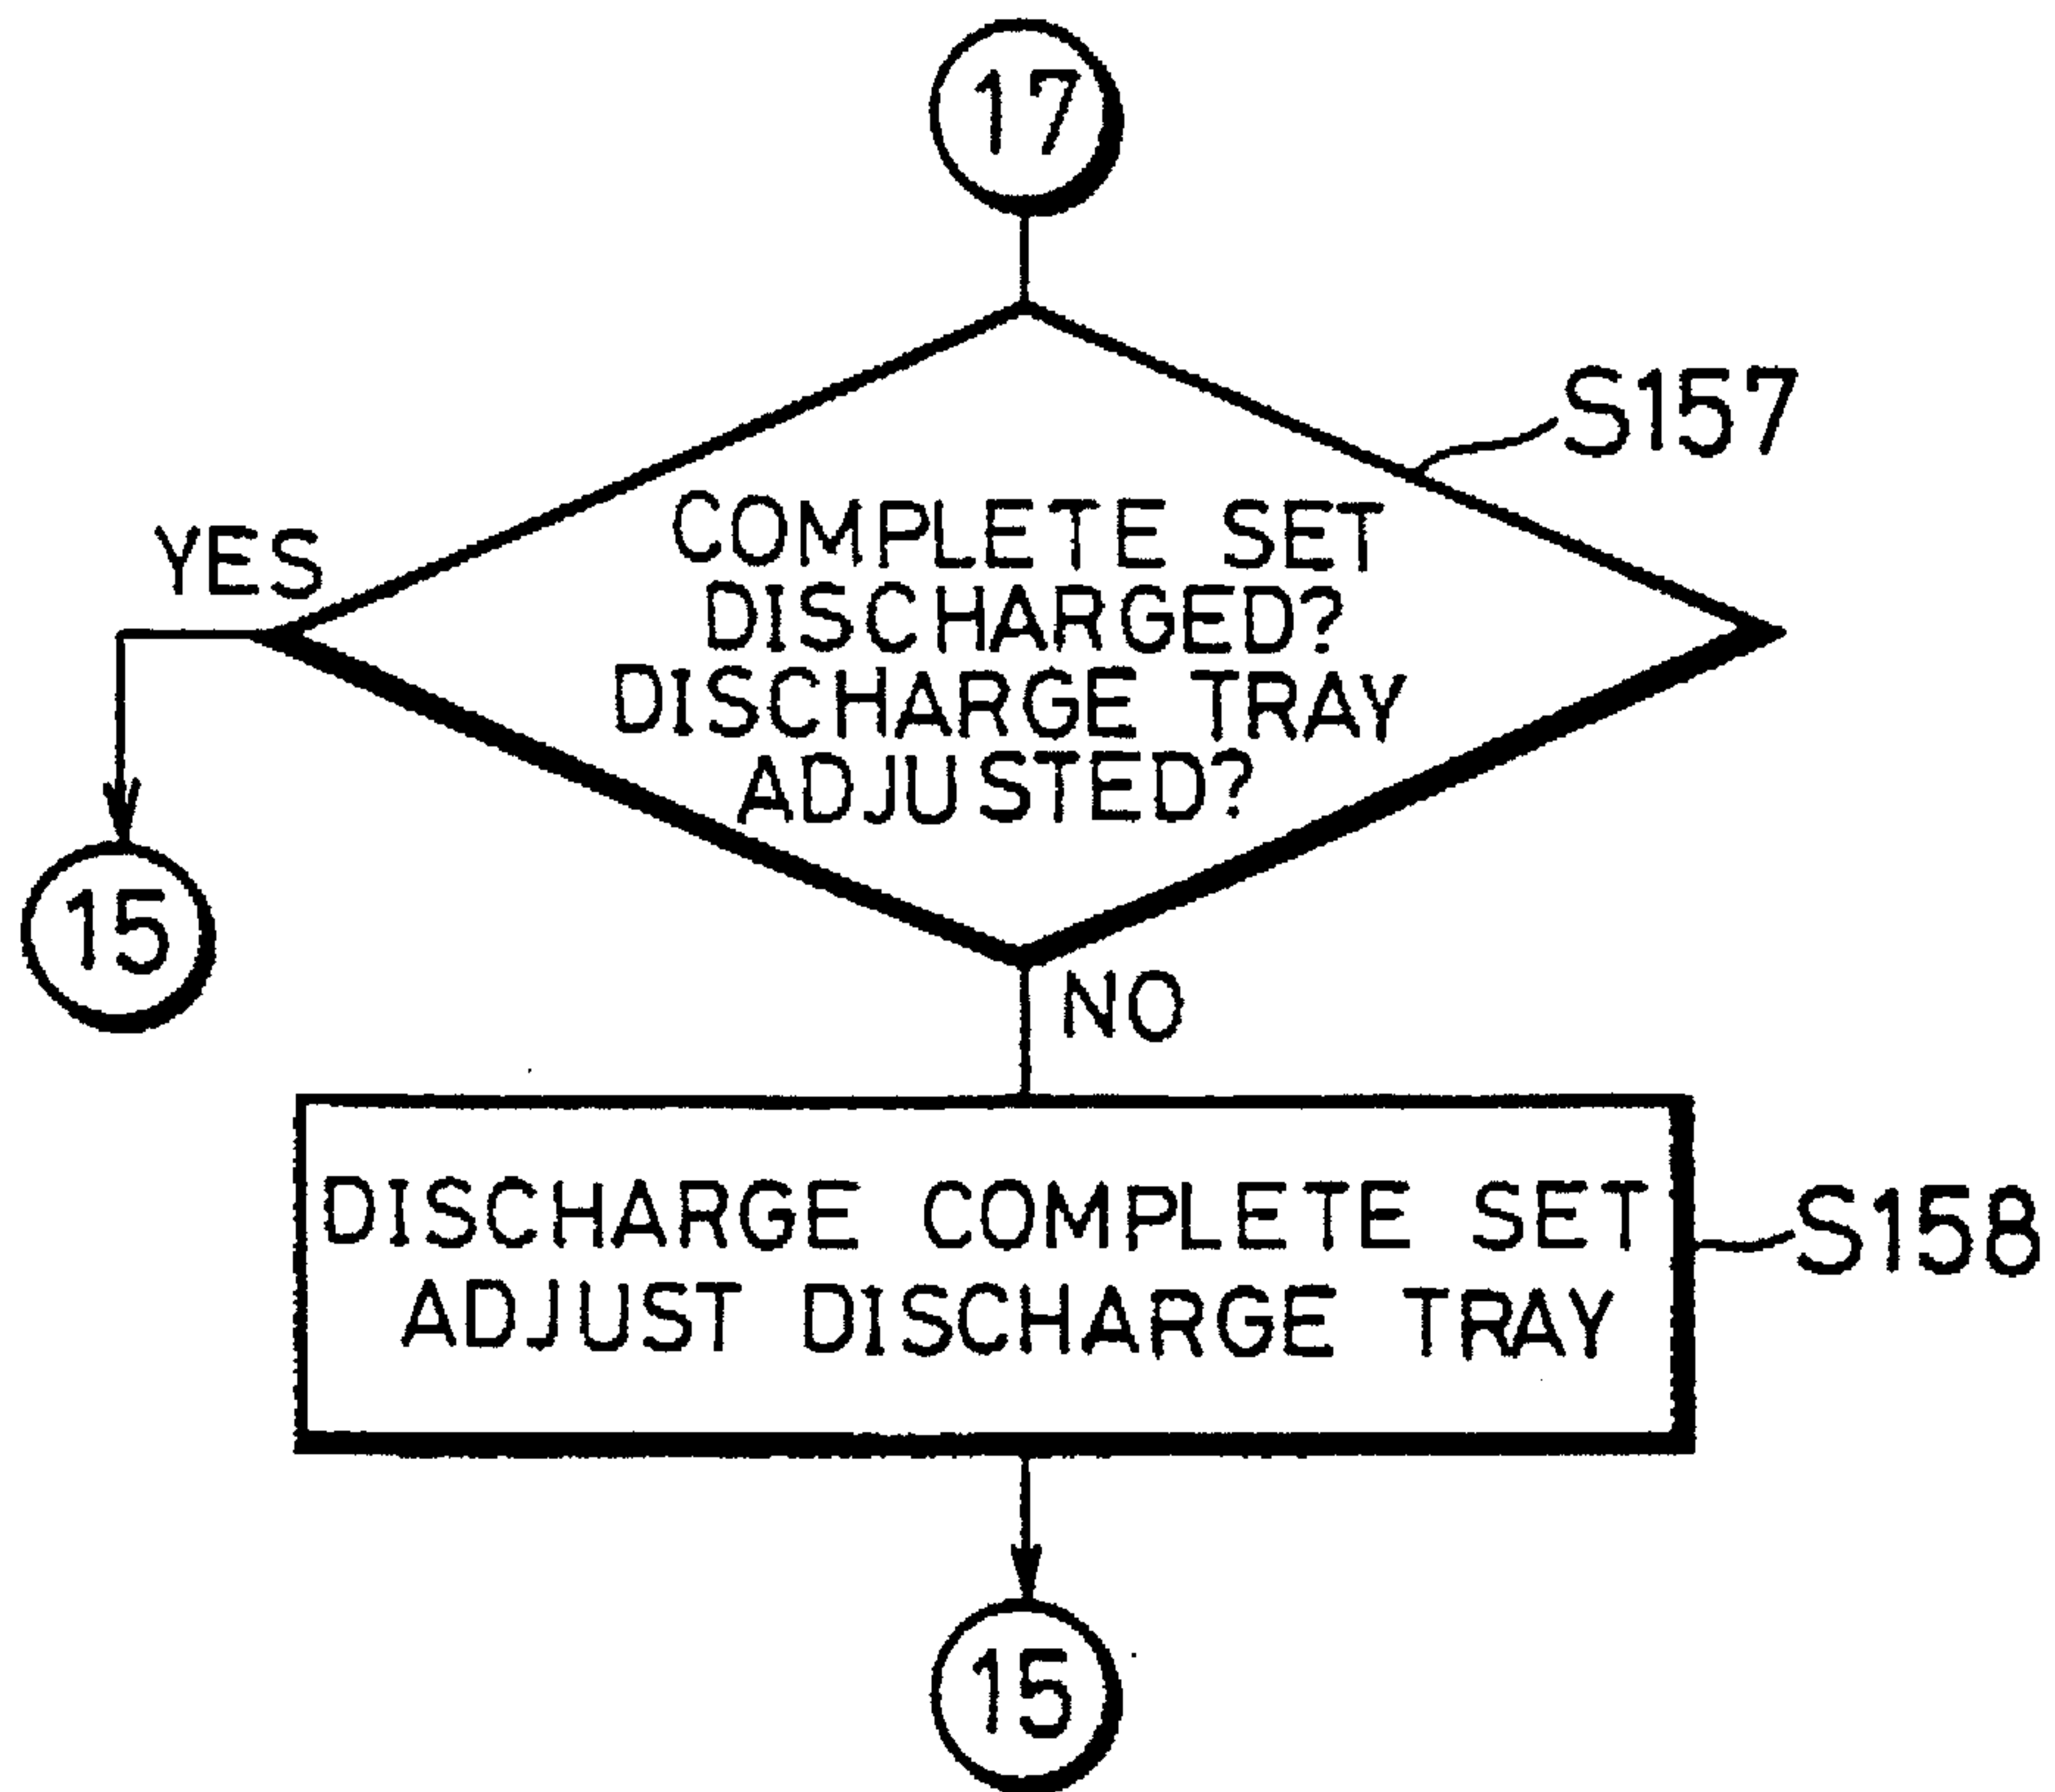 17
S157
YES
COMPLETE SET
DISCHARGED?
DISCHARGE TRAY
ADJUSTED?
15
NO
DISCHARGE COMPLETE SET
ADJUST DISCHARGE TRAY
S158
15